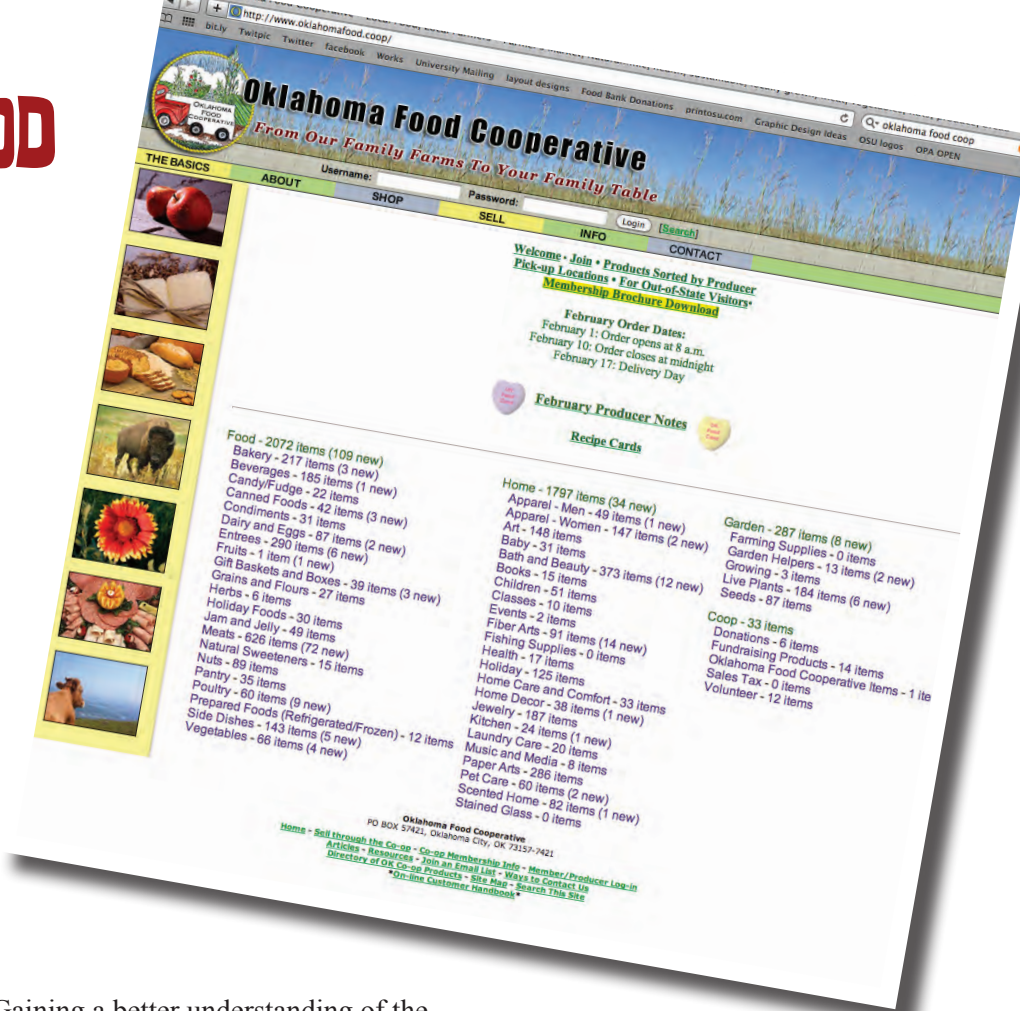 OD
http://www.oklahomafood.coop/
oklahoma food coop
bit.ly Twitpic Twitter facebook Works University Mailing layout designs Food Bank Donations printosu.com Graphic Design Ideas OSU logos OPA OPEN
OKLAHOMA
FOOD
COOPERATIVE
Oklahoma Food Cooperative
From Our Family Farms To Your Family Table
Username: Password: Login [Search]
THE BASICS
ABOUT SHOP SELL INFO CONTACT
Welcome • Join • Products Sorted by Producer
Pick-up Locations • For Out-of-State Visitors•
Membership Brochure Download
February Order Dates:
February 1: Order opens at 8 a.m.
February 10: Order closes at midnight
February 17: Delivery Day
February Producer Notes
Recipe Cards
Food - 2072 items (109 new)
Bakery - 217 items (3 new)
Beverages - 185 items (1 new)
Candy/Fudge - 22 items
Canned Foods - 42 items (3 new)
Condiments - 31 items
Dairy and Eggs - 87 items (2 new)
Entrees - 290 items (6 new)
Fruits - 1 item (1 new)
Gift Baskets and Boxes - 39 items (3 new)
Grains and Flours - 27 items
Herbs - 6 items
Holiday Foods - 30 items
Jam and Jelly - 49 items
Meats - 626 items (72 new)
Natural Sweeteners - 15 items
Nuts - 89 items
Pantry - 35 items
Poultry - 60 items (9 new)
Prepared Foods (Refrigerated/Frozen) - 12 items
Side Dishes - 143 items (5 new)
Vegetables - 66 items (4 new)
Home - 1797 items (34 new)
Apparel - Men - 49 items (1 new)
Apparel - Women - 147 items (2 new)
Art - 148 items
Baby - 31 items
Bath and Beauty - 373 items (12 new)
Books - 15 items
Children - 51 items
Classes - 10 items
Events - 2 items
Fiber Arts - 91 items (14 new)
Fishing Supplies - 0 items
Health - 17 items
Holiday - 125 items
Home Care and Comfort - 33 items
Home Decor - 38 items (1 new)
Jewelry - 187 items
Kitchen - 24 items (1 new)
Laundry Care - 20 items
Music and Media - 8 items
Paper Arts - 286 items
Pet Care - 60 items (2 new)
Scented Home - 82 items (1 new)
Stained Glass - 0 items
Garden - 287 items (8 new)
Farming Supplies - 0 items
Garden Helpers - 13 items (2 new)
Growing - 3 items
Live Plants - 184 items (6 new)
Seeds - 87 items
Coop - 33 items
Donations - 6 items
Fundraising Products - 14 items
Oklahoma Food Cooperative Items - 1 ite
Sales Tax - 0 items
Volunteer - 12 items
Oklahoma Food Cooperative
PO BOX 57421, Oklahoma City, OK 73157-7421
Home - Sell through the Co-op - Co-op Membership Info - Member/Producer Log-in
Articles - Resources - Join an Email List - Ways to Contact Us
Directory of OK Co-op Products - Site Map - Search This Site
*On-line Customer Handbook*
Gaining a better understanding of the